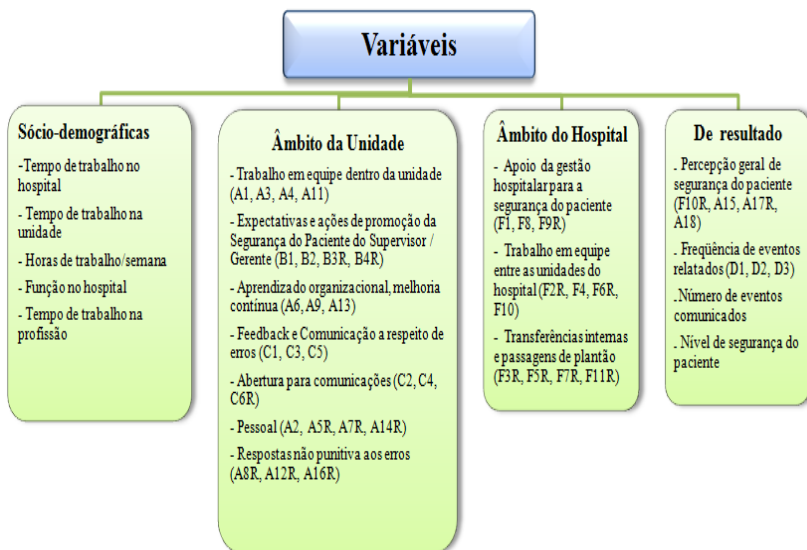 Variáveis
Sócio-demográficas
-Tempo de trabalho no
hospital
- Tempo de trabalho na
unidade
- Horas de trabalho/semana
- Função no hospital
- Tempo de trabalho na
profissão
Âmbito da Unidade
- Trabalho em equipe dentro da unidade
(A1, A3, A4, A11)
- Expectativas e ações de promoção da
Segurança do Paciente do Supervisor /
Gerente (B1, B2, B3R, B4R)
- Aprendizado organizacional, melhoria
contínua (A6, A9, A13)
- Feedback e Comunicação a respeito de
erros (C1, C3, C5)
- Abertura para comunicações (C2, C4,
C6R)
- Pessoal (A2, A5R, A7R, A14R)
- Respostas não punitiva aos erros
(A8R, A12R, A16R)
Âmbito do Hospital
- Apoio da gestão
hospitalar para a
segurança do paciente
(F1, F8, F9R)
- Trabalho em equipe
entre as unidades do
hospital (F2R, F4, F6R,
F10)
- Transferências internas
e passagens de plantão
(F3R, F5R, F7R, F11R)
De resultado
- Percepção geral de
segurança do paciente
(F10R, A15, A17R,
A18)
- Freqüência de eventos
relatados (D1, D2, D3)
- Número de eventos
comunicados
- Nível de segurança do
paciente